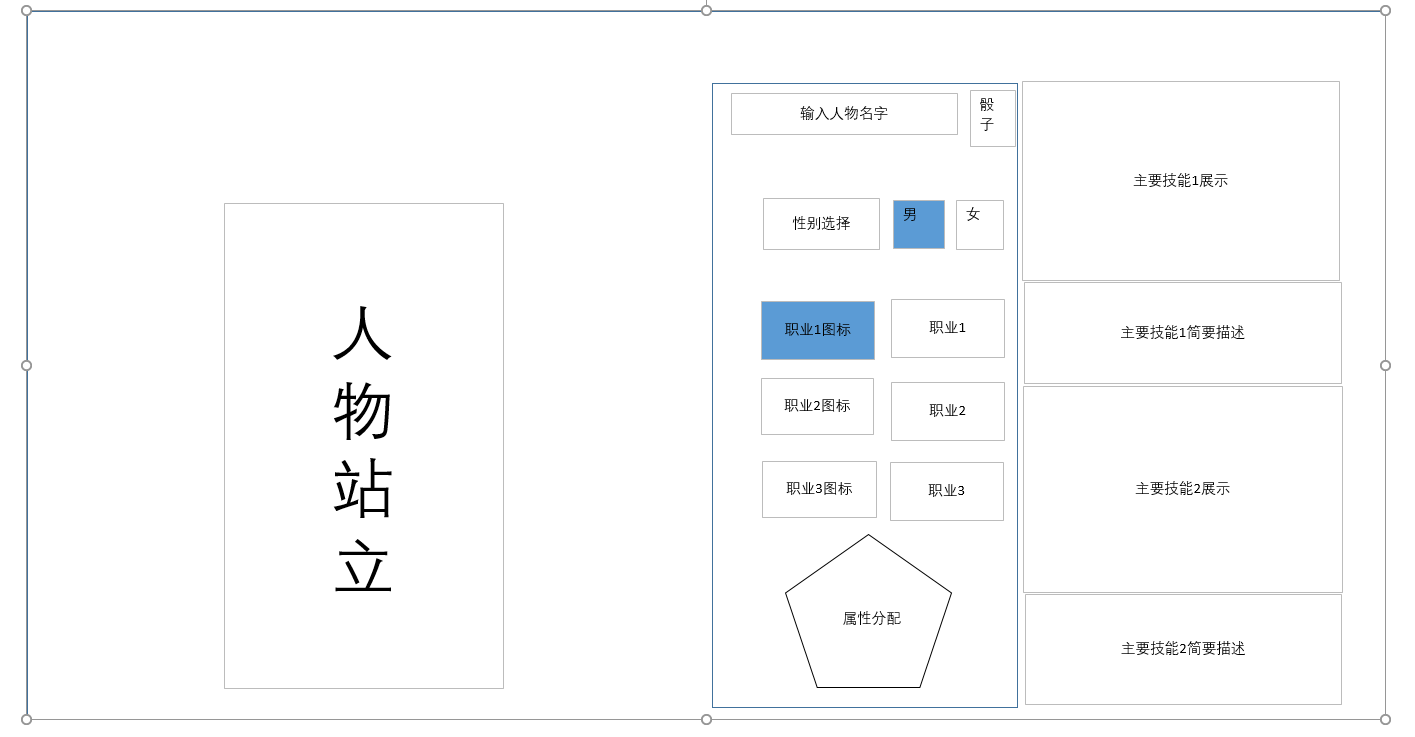 人
物
站
立
输入人物名字
骰
子
性别选择
男
女
职业1图标
职业1
职业2图标
职业2
职业3图标
职业3
属性分配
主要技能1展示
主要技能1简要描述
主要技能2展示
主要技能2简要描述